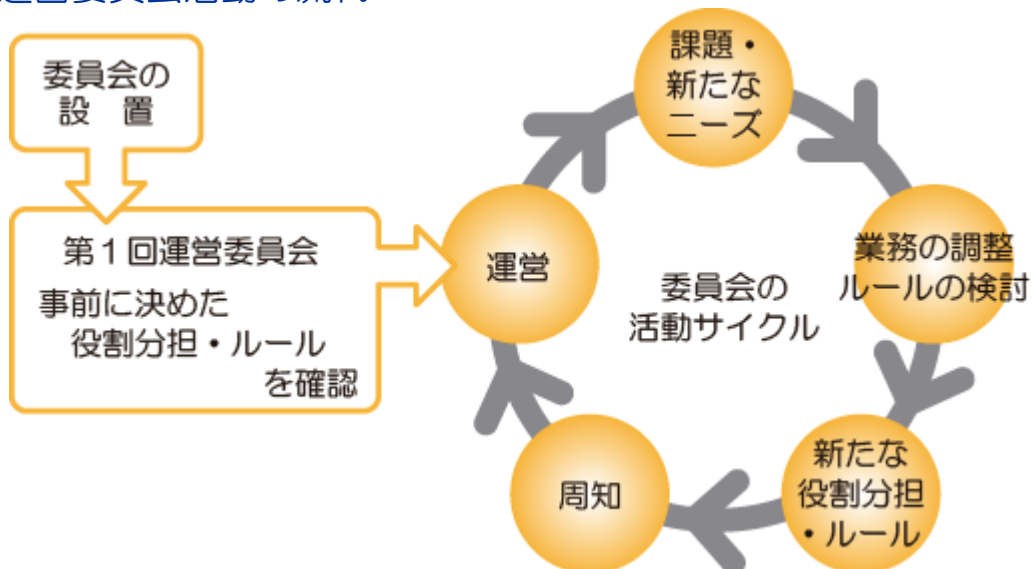 委員会の
設　置
第１回運営委員会
事前に決めた
役割分担・ルール
を確認
運営
課題・
新たな
ニーズ
業務の調整
ルールの検討
新たな
役割分担
・ルール
周知
委員会の
活動サイクル